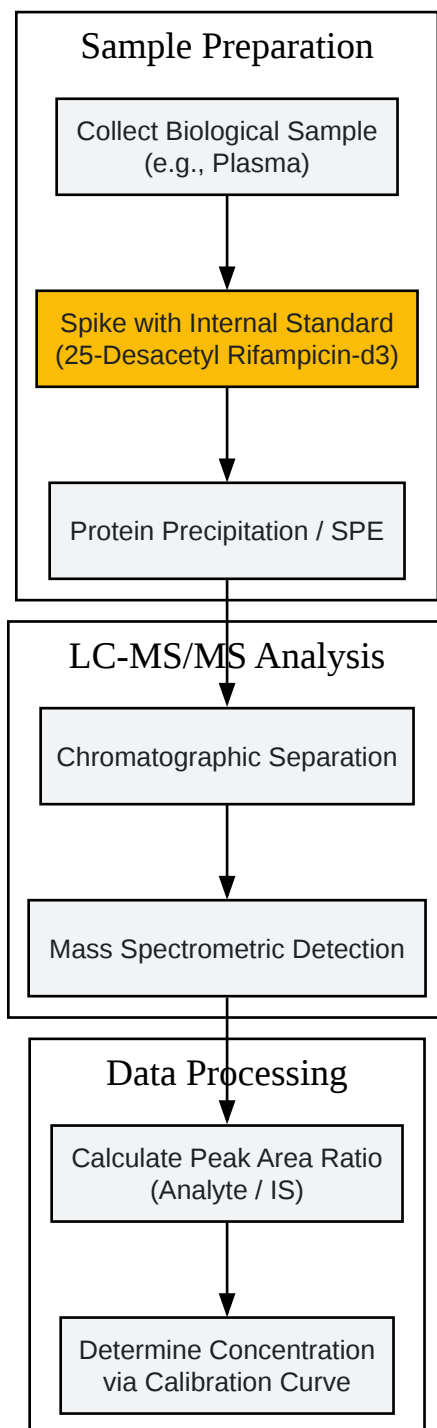 Sample Preparation
Collect Biological Sample
(e.g., Plasma)
Spike with Internal Standard
(25-Desacetyl Rifampicin-d3)
Protein Precipitation / SPE
LC-MS/MS Analysis
Chromatographic Separation
Mass Spectrometric Detection
Data Processing
Calculate Peak Area Ratio
(Analyte / IS)
Determine Concentration
via Calibration Curve